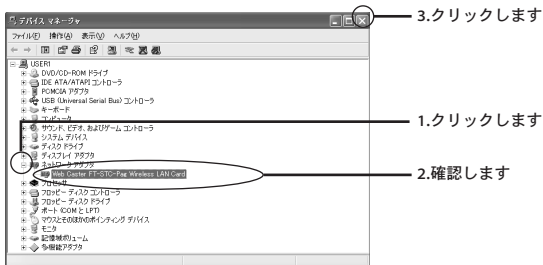 デバイス マネージャ
ファイル(F) 操作(A) 表示(V) ヘルプ(H)
USER1
DVD/CD-ROM ドライブ
IDE ATA/ATAPI コントローラ
PCMCIA アダプタ
USB (Universal Serial Bus) コントローラ
キーボード
コンピュータ
サウンド、ビデオ、およびゲーム コントローラ
システム デバイス
ディスク ドライブ
ディスプレイ アダプタ
ネットワーク アダプタ
Web Caster FT-STC-Pag Wireless LAN Card
プロセッサ
フロッピー ディスク コントローラ
フロッピー ディスク ドライブ
ポート (COM と LPT)
マウスとそのほかのポインティング デバイス
モニタ
記憶域ボリューム
多機能アダプタ
3.クリックします
1.クリックします
2.確認します